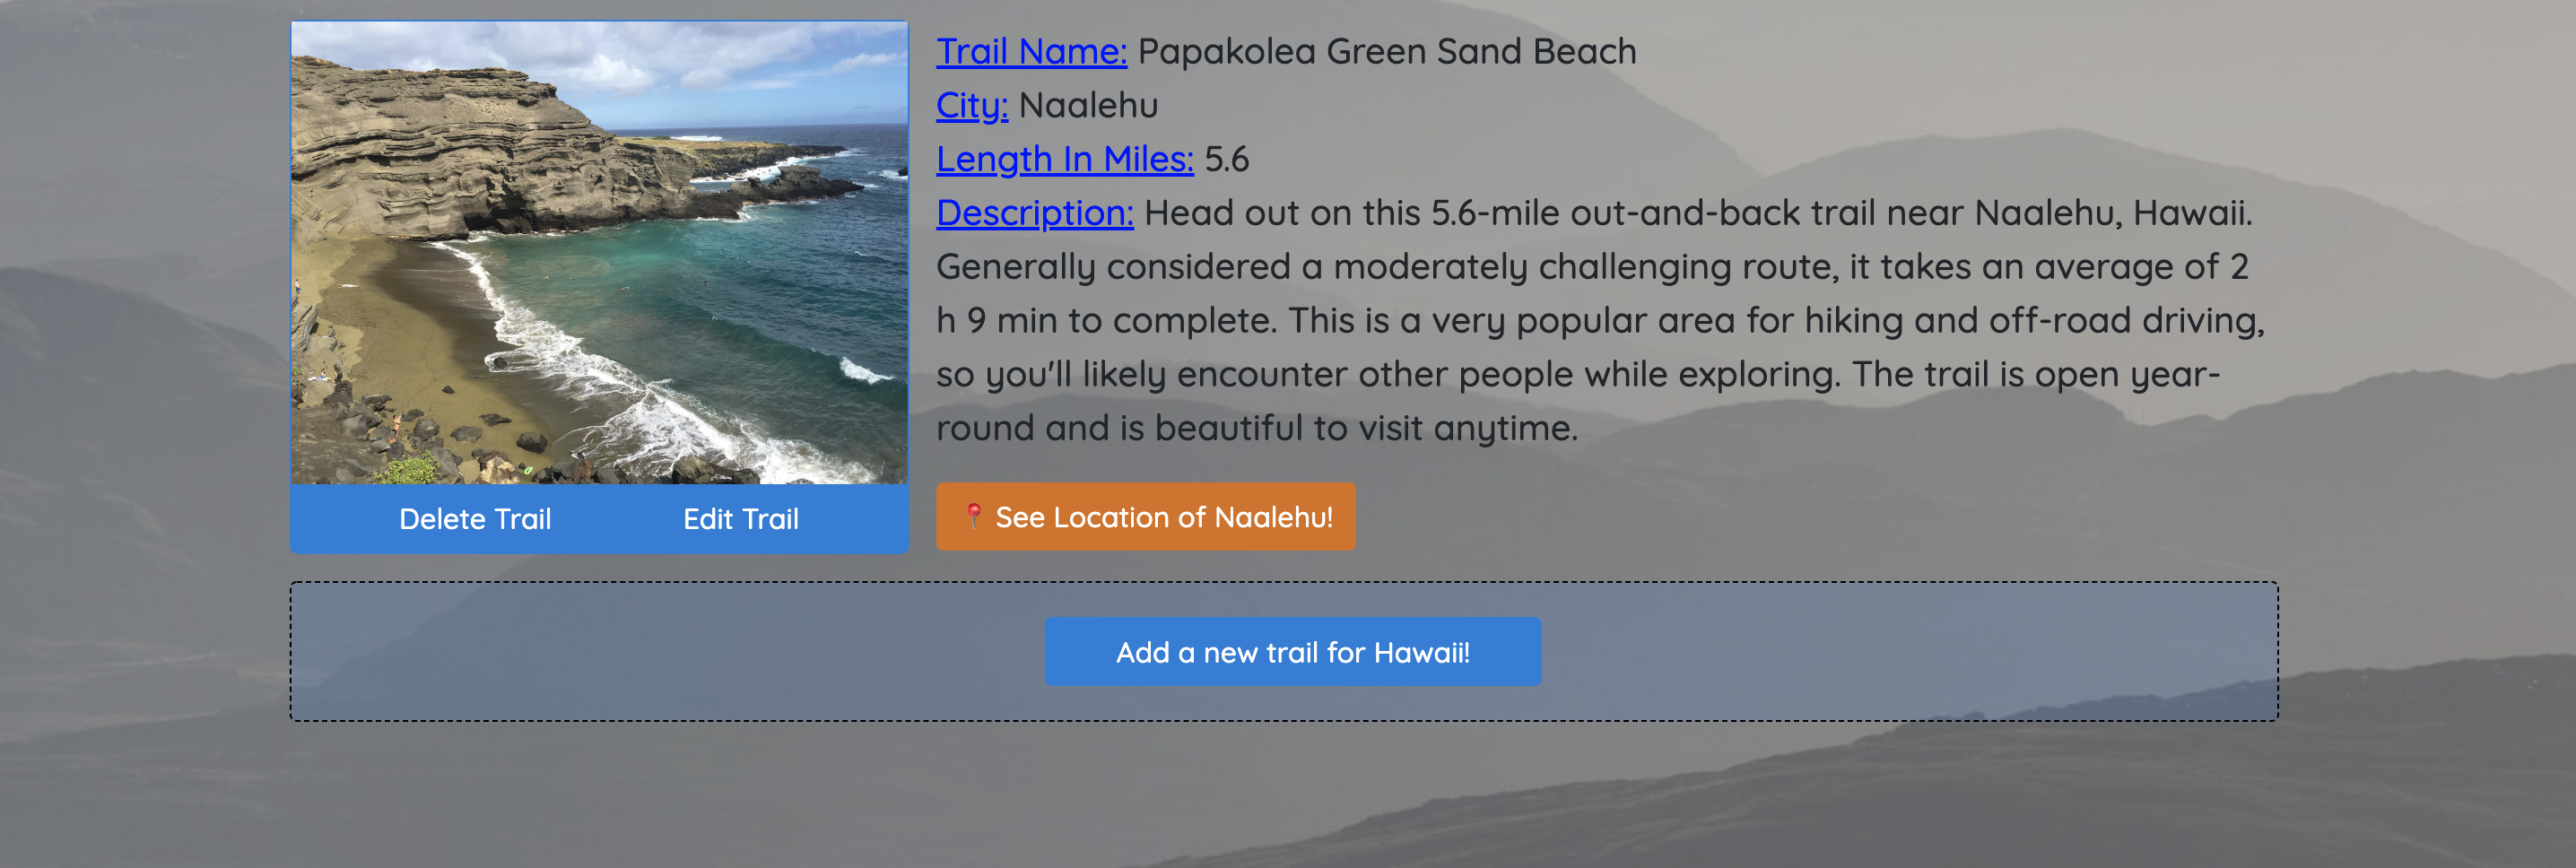 Trail Name: Papakolea Green Sand Beach
City: Naalehu
Length In Miles: 5.6
Description: Head out on this 5.6-mile out-and-back trail near Naalehu, Hawaii.
Generally considered a moderately challenging route, it takes an average of 2
h 9 min to complete. This is a very popular area for hiking and off-road driving,
so you'll likely encounter other people while exploring. The trail is open year-
round and is beautiful to visit anytime.
Delete Trail Edit Trail
📍 See Location of Naalehu!
Add a new trail for Hawaii!